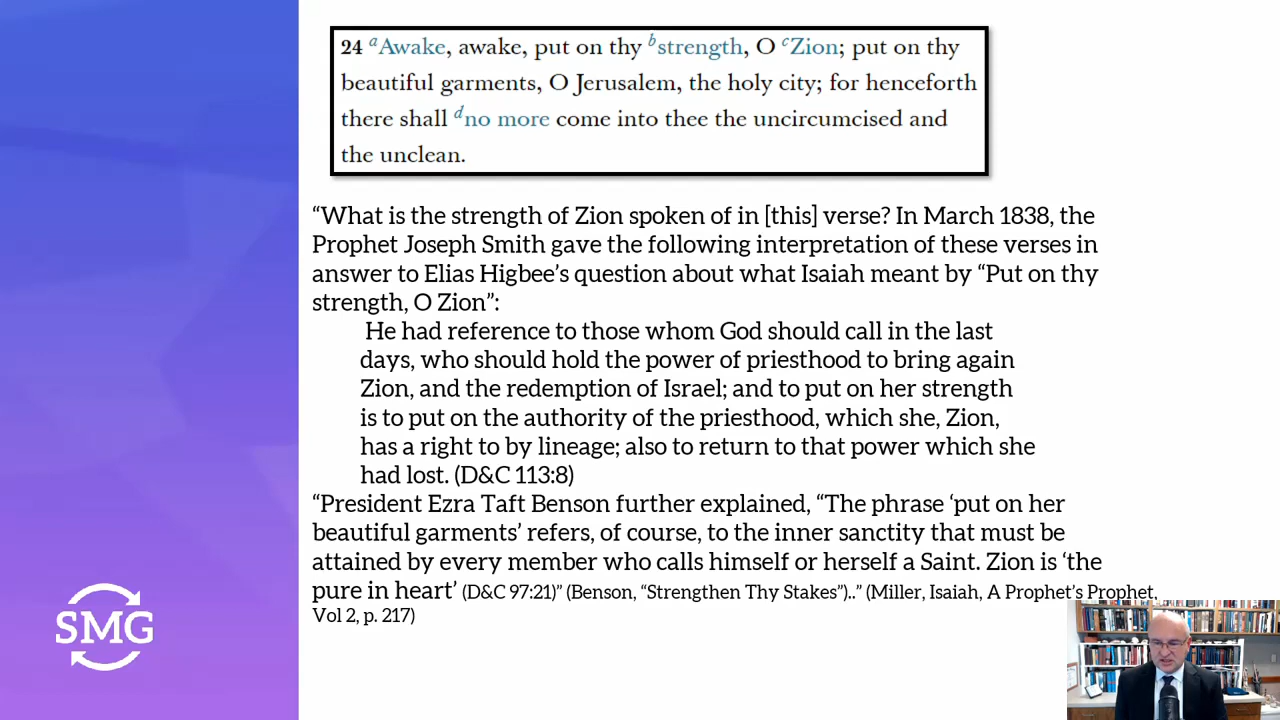 24 aAwake, awake, put on thy bstrength, O cZion; put on thy
beautiful garments, O Jerusalem, the holy city; for henceforth
there shall dno more come into thee the uncircumcised and
the unclean.
“What is the strength of Zion spoken of in [this] verse? In March 1838, the
Prophet Joseph Smith gave the following interpretation of these verses in
answer to Elias Higbee’s question about what Isaiah meant by “Put on thy
strength, O Zion”:
He had reference to those whom God should call in the last
days, who should hold the power of priesthood to bring again
Zion, and the redemption of Israel; and to put on her strength
is to put on the authority of the priesthood, which she, Zion,
has a right to by lineage; also to return to that power which she
had lost. (D&C 113:8)
“President Ezra Taft Benson further explained, “The phrase ‘put on her
beautiful garments’ refers, of course, to the inner sanctity that must be
attained by every member who calls himself or herself a Saint. Zion is ‘the
pure in heart’ (D&C 97:21)” (Benson, “Strengthen Thy Stakes”)..” (Miller, Isaiah, A Prophet’s Prophet,
Vol 2, p. 217)
SMG